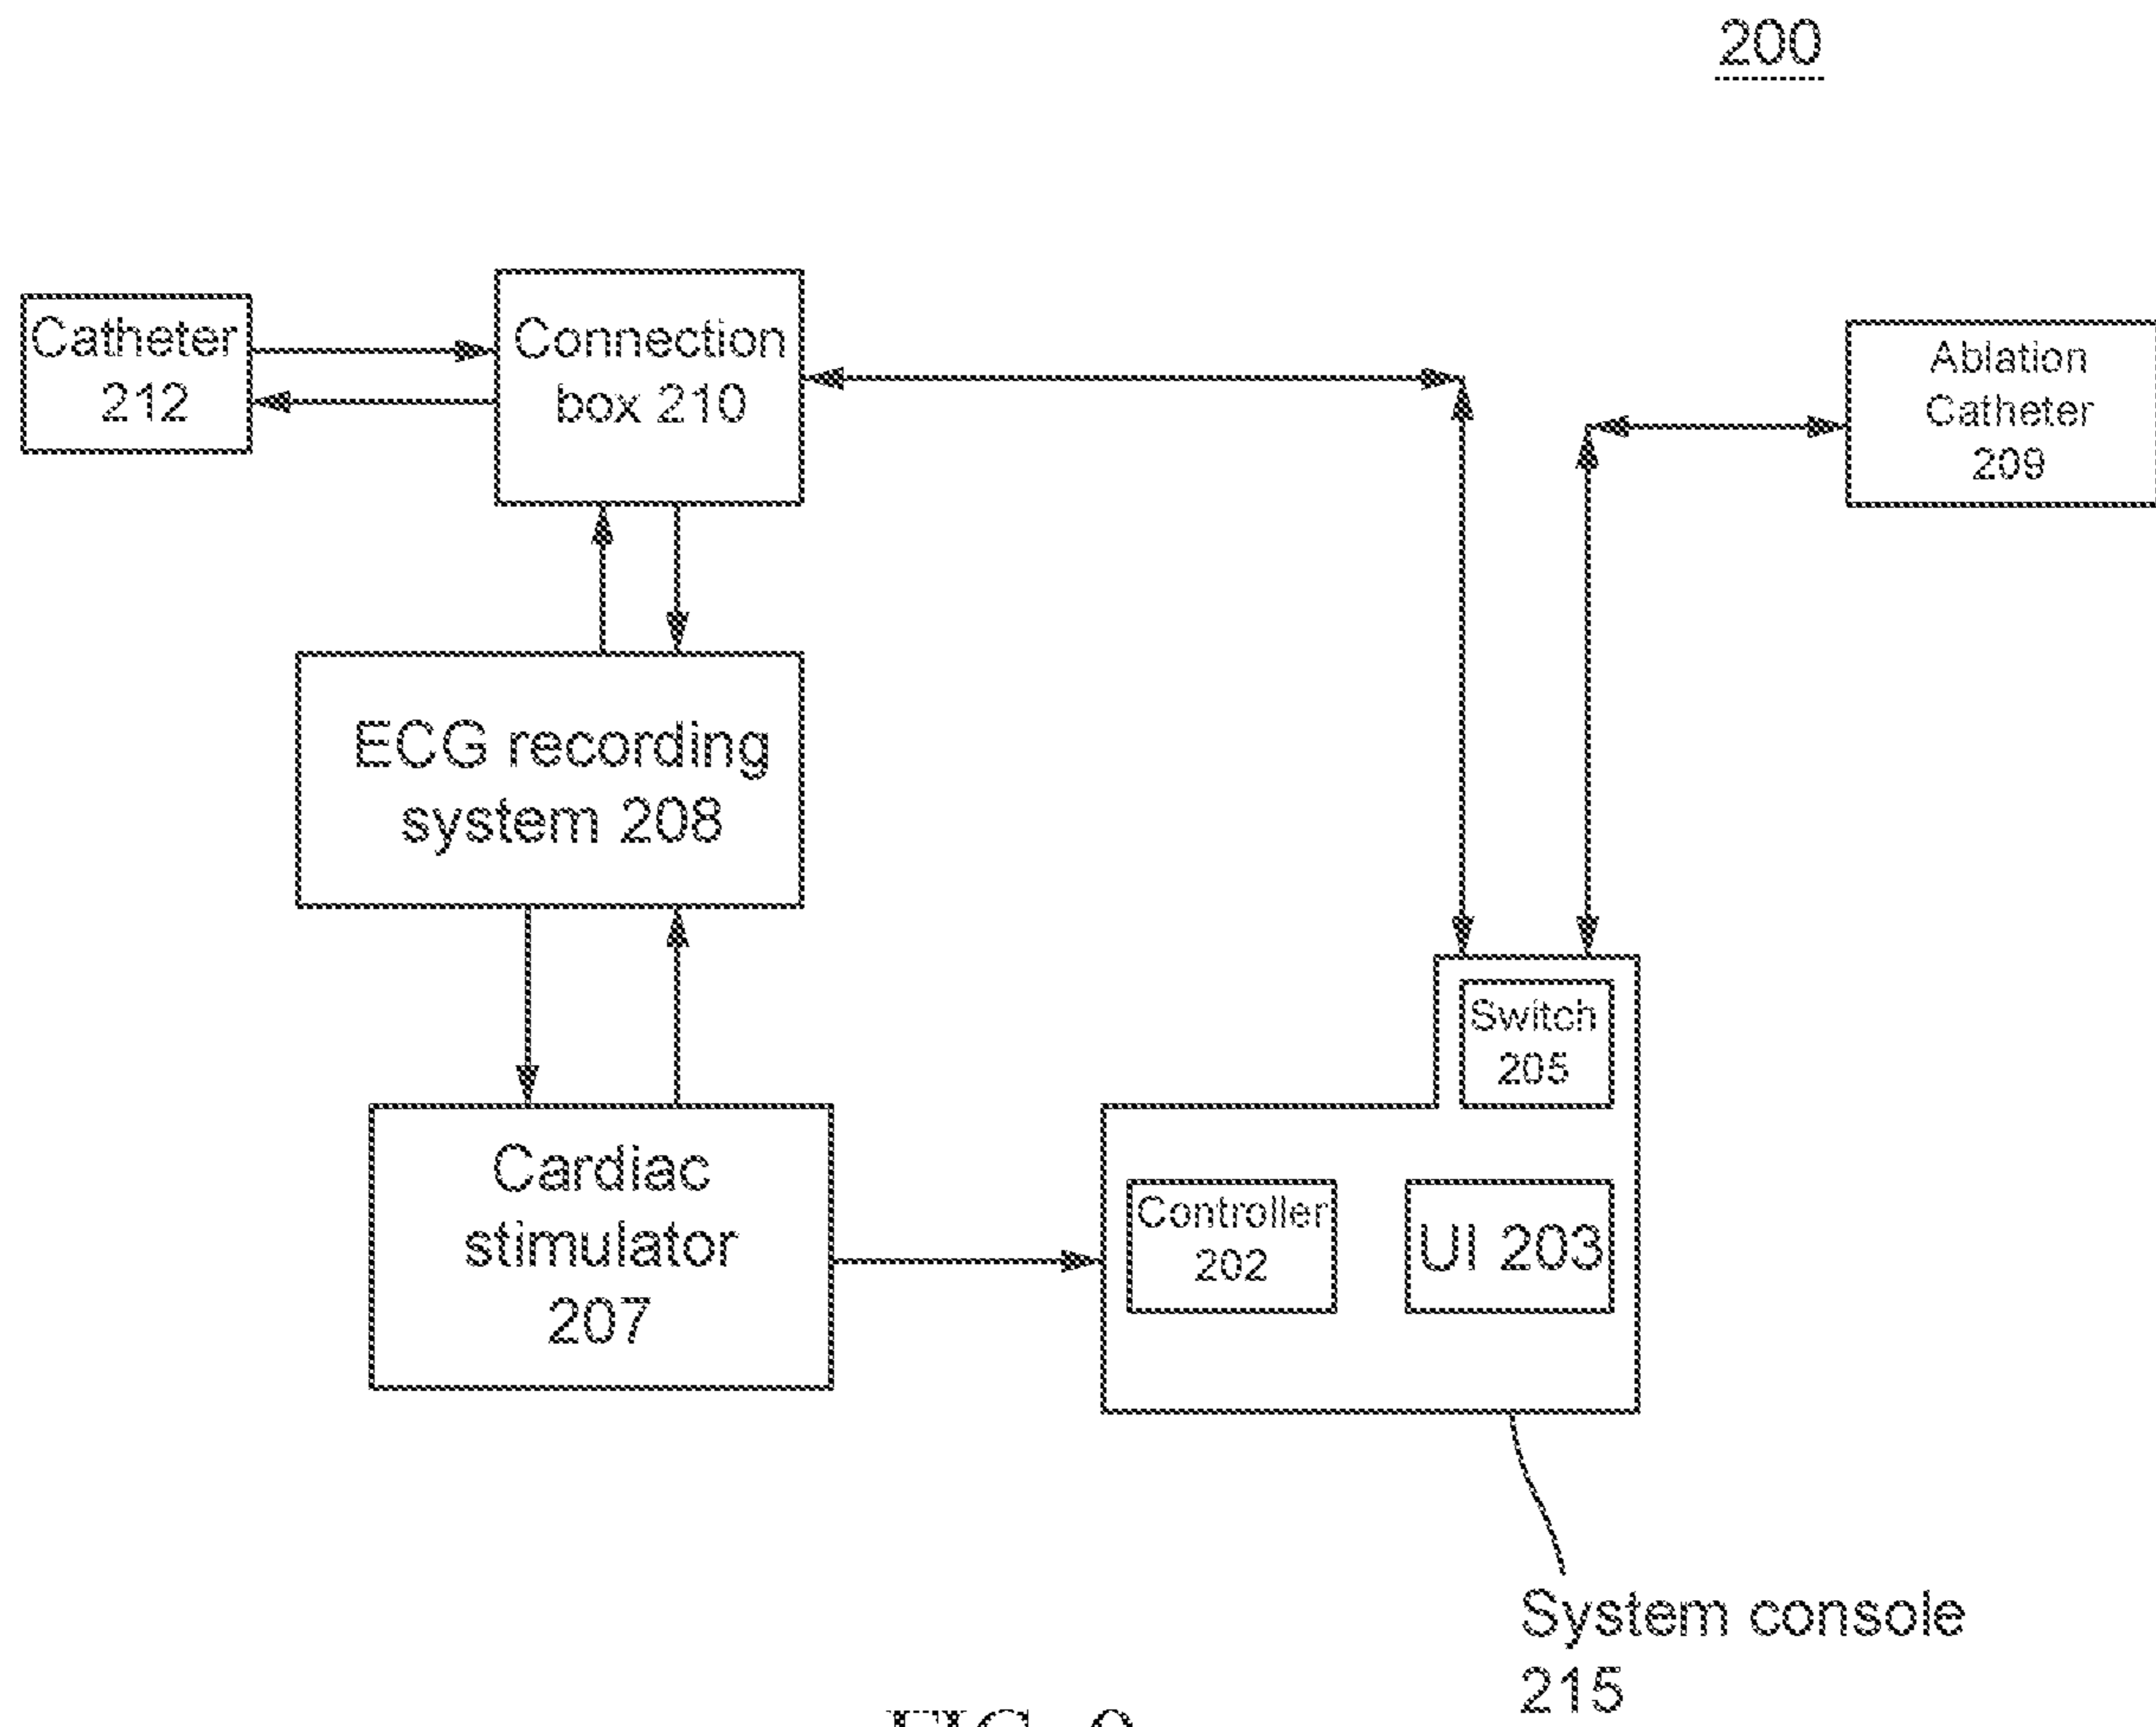 200
Catheter
212
Connection
box 210
Ablation
Catheter
209
ECG recording
system 208
Switch
205
Cardiac
stimulator
207
Controller
202
UI 203
System console
215